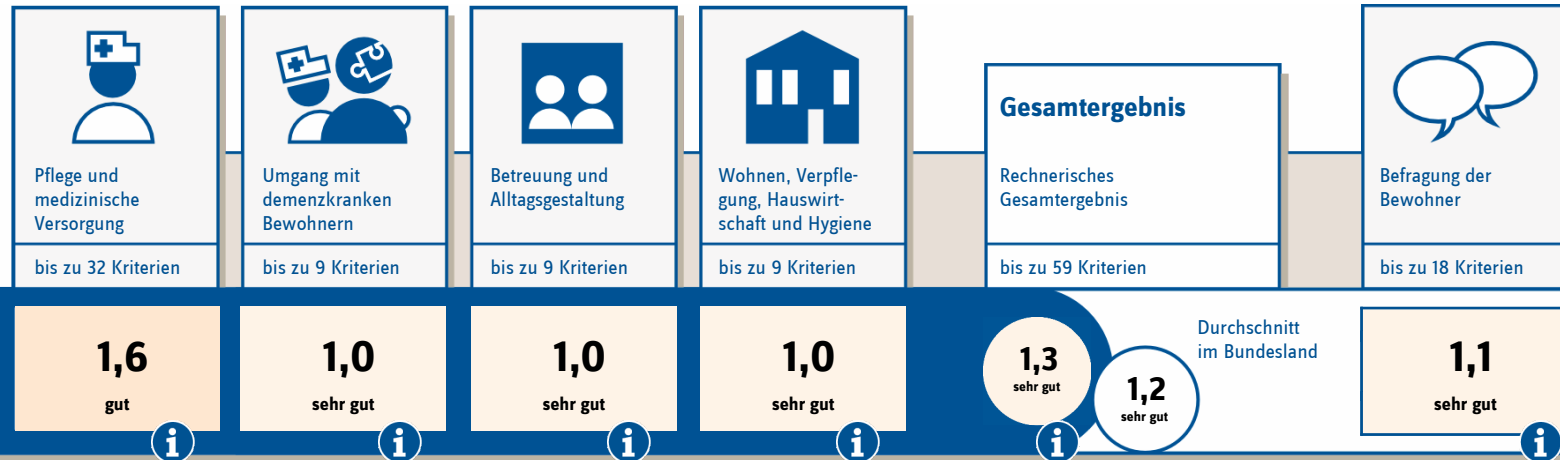 Pflege und
medizinische
Versorgung
bis zu 32 Kriterien
1,6
gut
i
Umgang mit
demenzkranken
Bewohnern
bis zu 9 Kriterien
1,0
sehr gut
i
Betreuung und
Alltagsgestaltung
bis zu 9 Kriterien
1,0
sehr gut
i
Wohnen, Verpfle-
gung, Hauswirt-
schaft und Hygiene
bis zu 9 Kriterien
1,0
sehr gut
i
Gesamtergebnis
Rechnerisches
Gesamtergebnis
bis zu 59 Kriterien
1,3
sehr gut
i
Durchschnitt
im Bundesland
1,2
sehr gut
Befragung der
Bewohner
bis zu 18 Kriterien
1,1
sehr gut
i